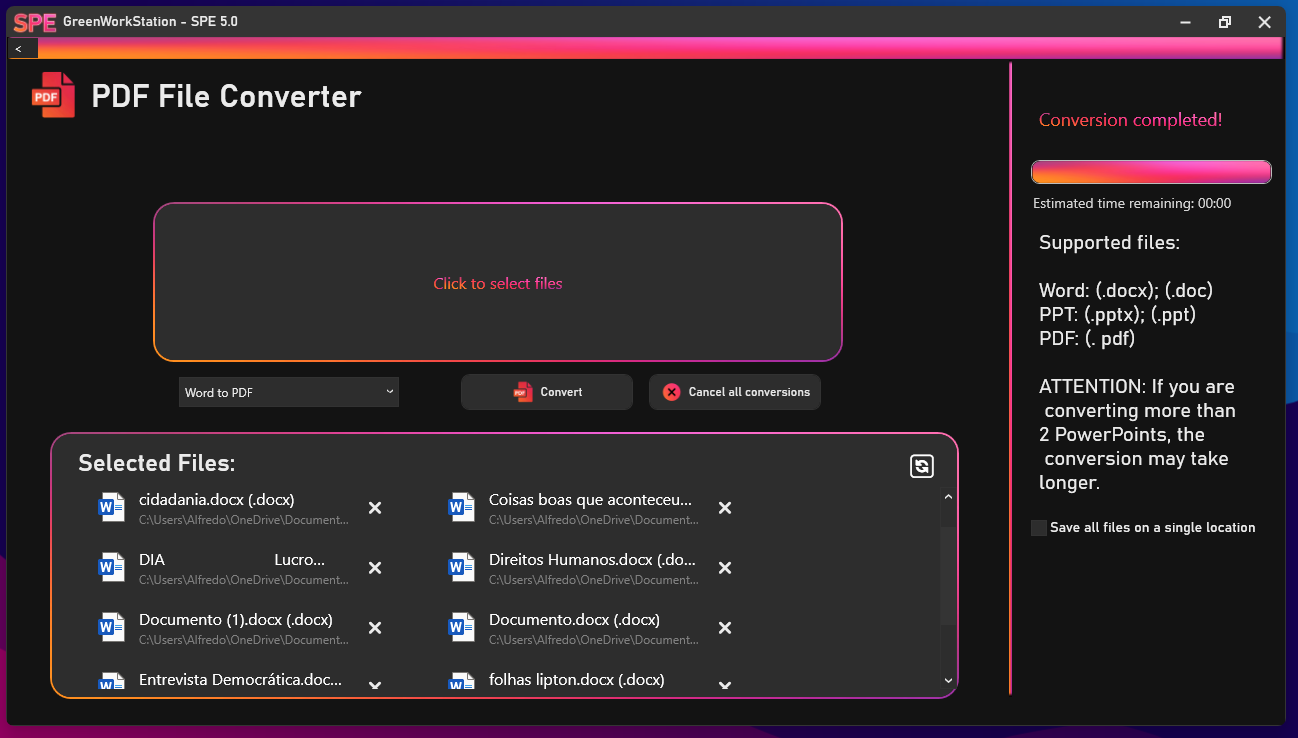 SPE GreenWorkStation - SPE 5.0
<
PDF PDF File Converter
Click to select files
Word to PDF
PDF Convert
Cancel all conversions
Selected Files:
cidadania.docx (.docx)
C:\Users\Alfredo\OneDrive\Document...
Coisas boas que aconteceu...
C:\Users\Alfredo\OneDrive\Document...
DIA Lucro...
C:\Users\Alfredo\OneDrive\Document...
Direitos Humanos.docx (.do...
C:\Users\Alfredo\OneDrive\Document...
Documento (1).docx (.docx)
C:\Users\Alfredo\OneDrive\Document...
Documento.docx (.docx)
C:\Users\Alfredo\OneDrive\Document...
Entrevista Democrática.doc...
folhas lipton.docx (.docx)
Conversion completed!
Estimated time remaining: 00:00
Supported files:
Word: (.docx); (.doc)
PPT: (.pptx); (.ppt)
PDF: (. pdf)
ATTENTION: If you are
converting more than
2 PowerPoints, the
conversion may take
longer.
Save all files on a single location